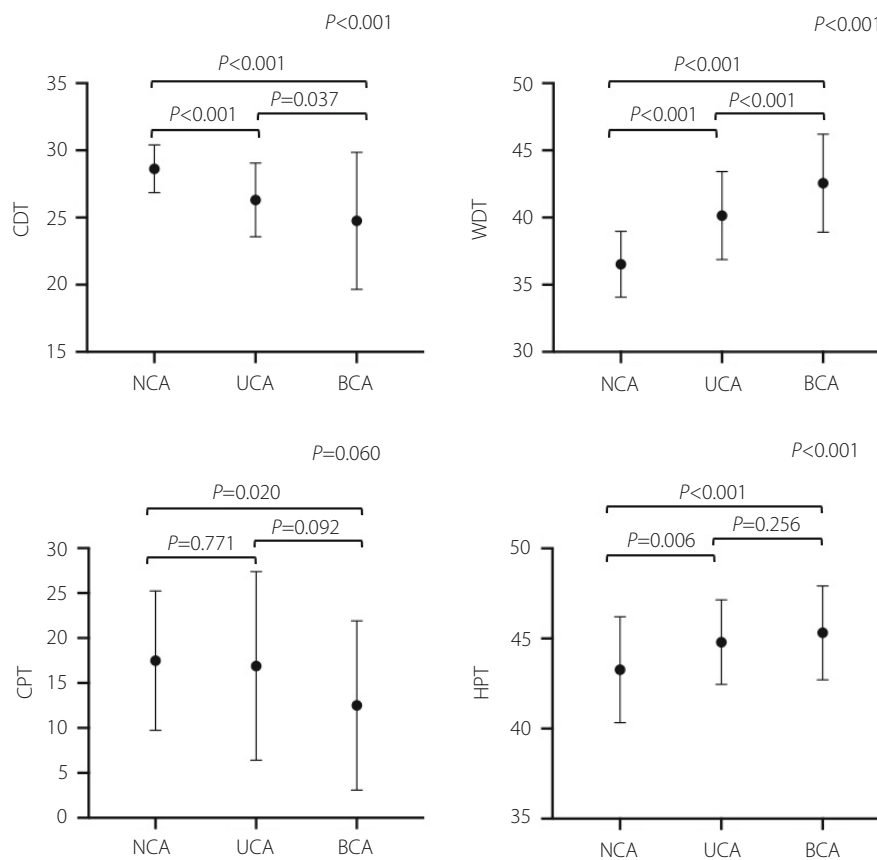 P<0.001
P<0.001
P<0.001
P=0.037
CDT
35
30
25
20
15
NCA
UCA
BCA
P<0.001
P<0.001
P<0.001
P<0.001
WDT
50
45
40
35
30
NCA
UCA
BCA
P=0.060
P=0.020
P=0.771
P=0.092
CPT
30
25
20
15
10
5
0
NCA
UCA
BCA
P<0.001
P<0.001
P=0.006
P=0.256
HPT
50
45
40
35
NCA
UCA
BCA